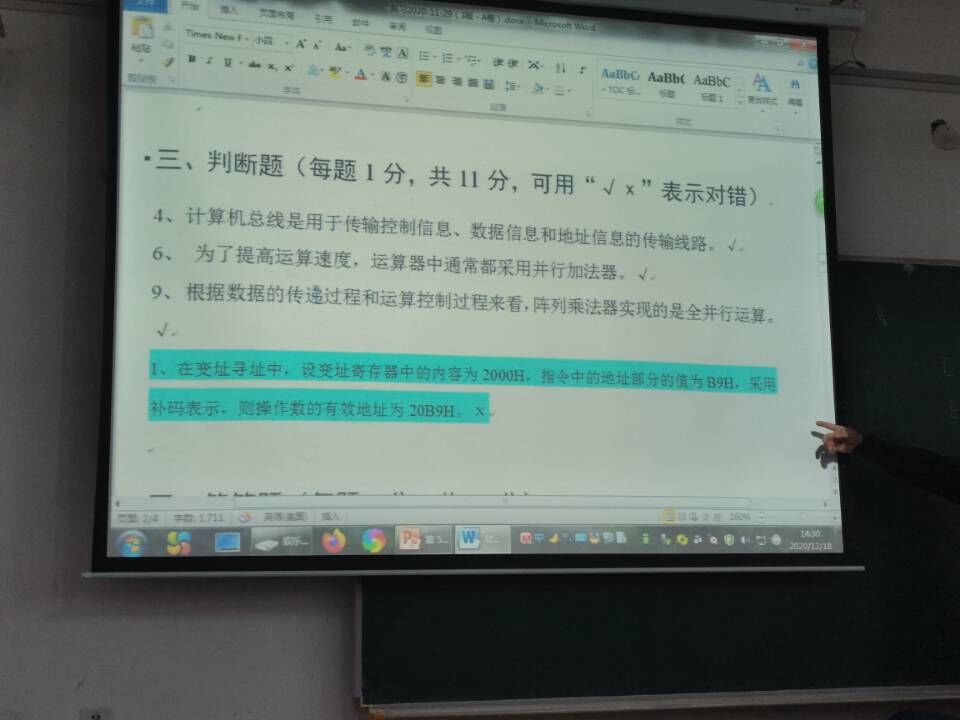 复习2020-11-29（3版 - A卷）.docx - Microsoft Word
文件 开始 插入 页面布局 引用 邮件 审阅 视图
粘贴
剪贴板
Times New F 小四
B I U abc x₂ x²
字体
段落
AaBbC AaBb( AaBbC
TOC 标... 标题 标题 1
更改样式 编辑
样式
三、判断题（每题 1 分，共 11 分，可用“√ x”表示对错）
4、计算机总线是用于传输控制信息、数据信息和地址信息的传输线路。√
6、 为了提高运算速度，运算器中通常都采用并行加法器。√
9、 根据数据的传递过程和运算控制过程来看，阵列乘法器实现的是全并行运算。
√
1、在变址寻址中，设变址寄存器中的内容为 2000H，指令中的地址部分的值为 B9H，采用
补码表示，则操作数的有效地址为 20B9H。 x
页面: 2/4 字数: 1,711 英语(美国) 插入 160%
娱乐... 第 5... 中
14:30
2020/12/18